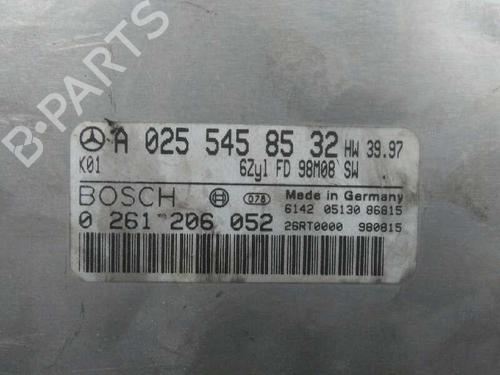 B-PARTS
A 025 545 85 32 HW 39.97
K01 6Zyl FD 98M08 SW
BOSCH 078 Made in Germany
6142 05130 86815
0 261 206 052 26RT0000 980815